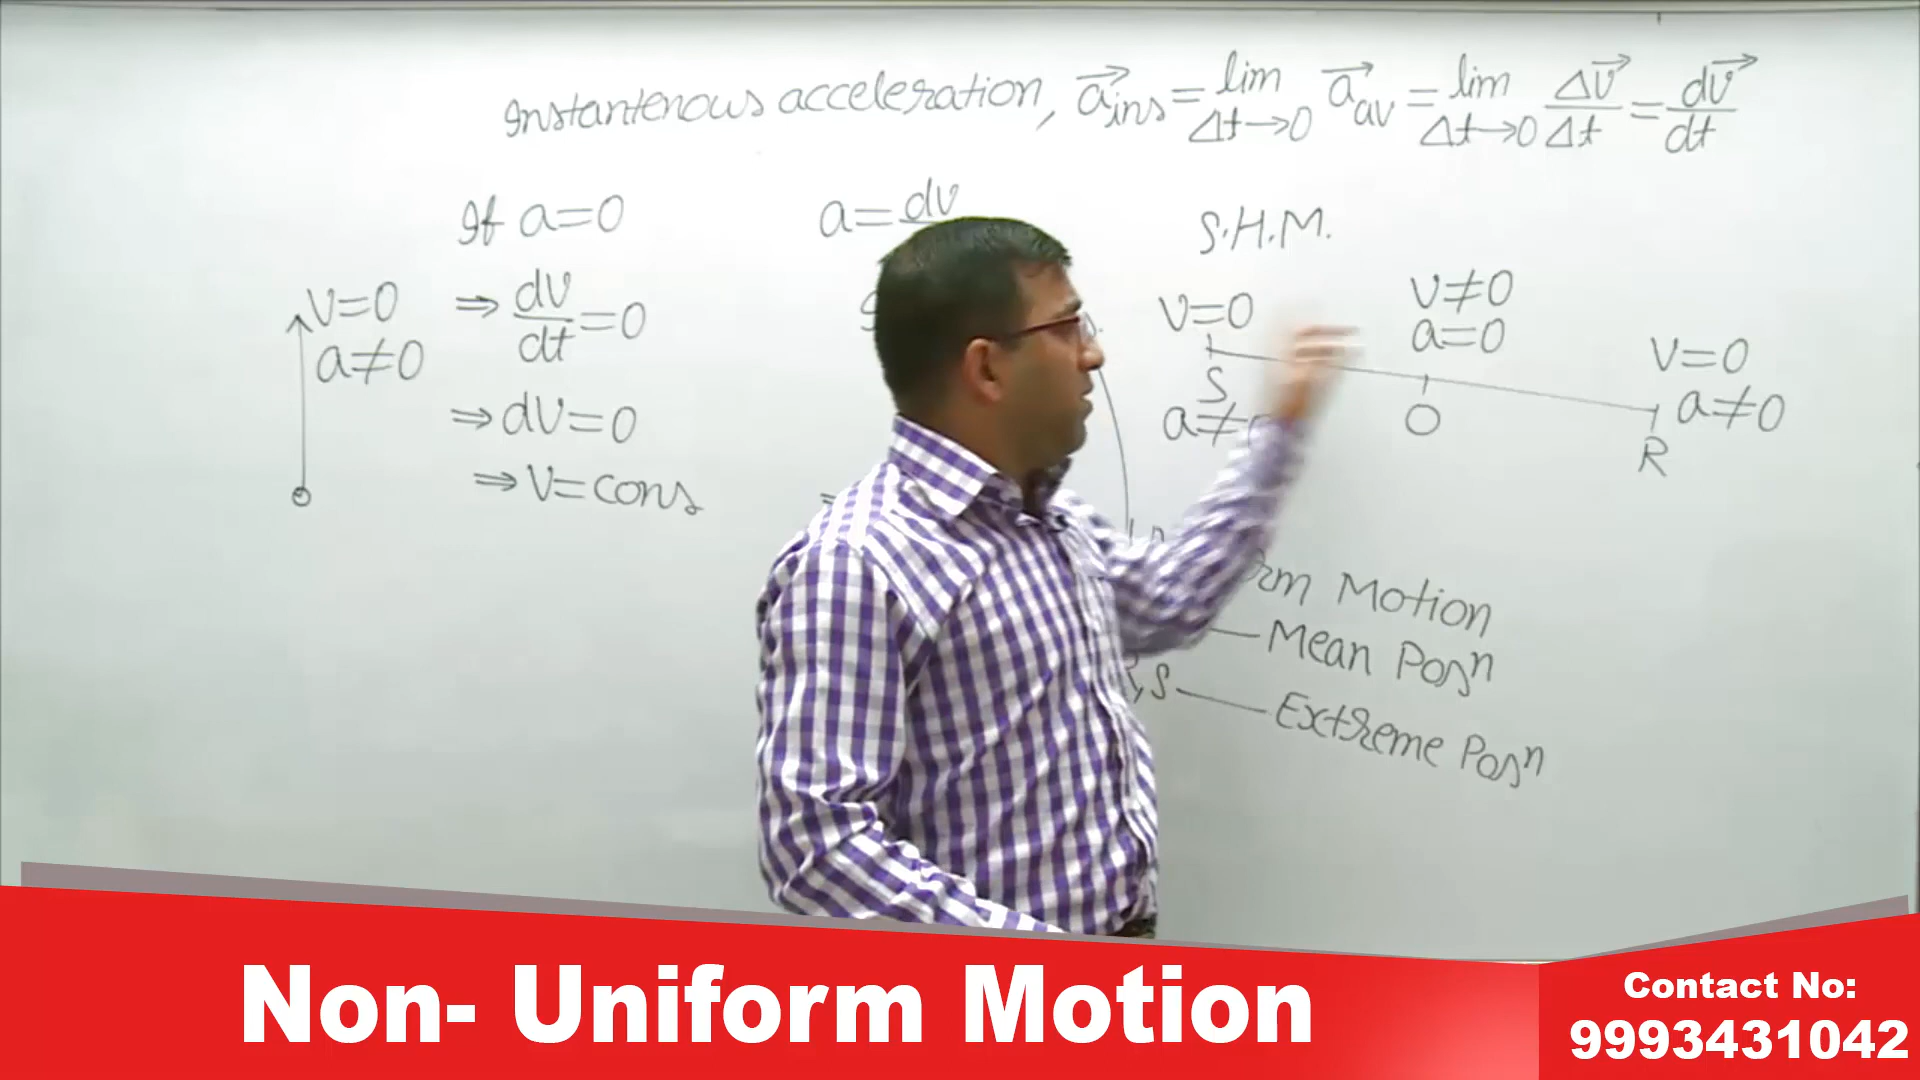 Instantenous acceleration, a⃗ins = lim Δt→0 a⃗av = lim Δt→0 Δv⃗/Δt = dv⃗/dt
If a=0
⇒ dv/dt = 0
⇒ dv=0
⇒ v=cons
v=0
a≠0
a = dv
S.H.M.
v=0
S
v≠0
a=0
O
v=0
a≠0
R
Motion
Mean Posn
S — Extreme Posn
Non- Uniform Motion
Contact No:
9993431042